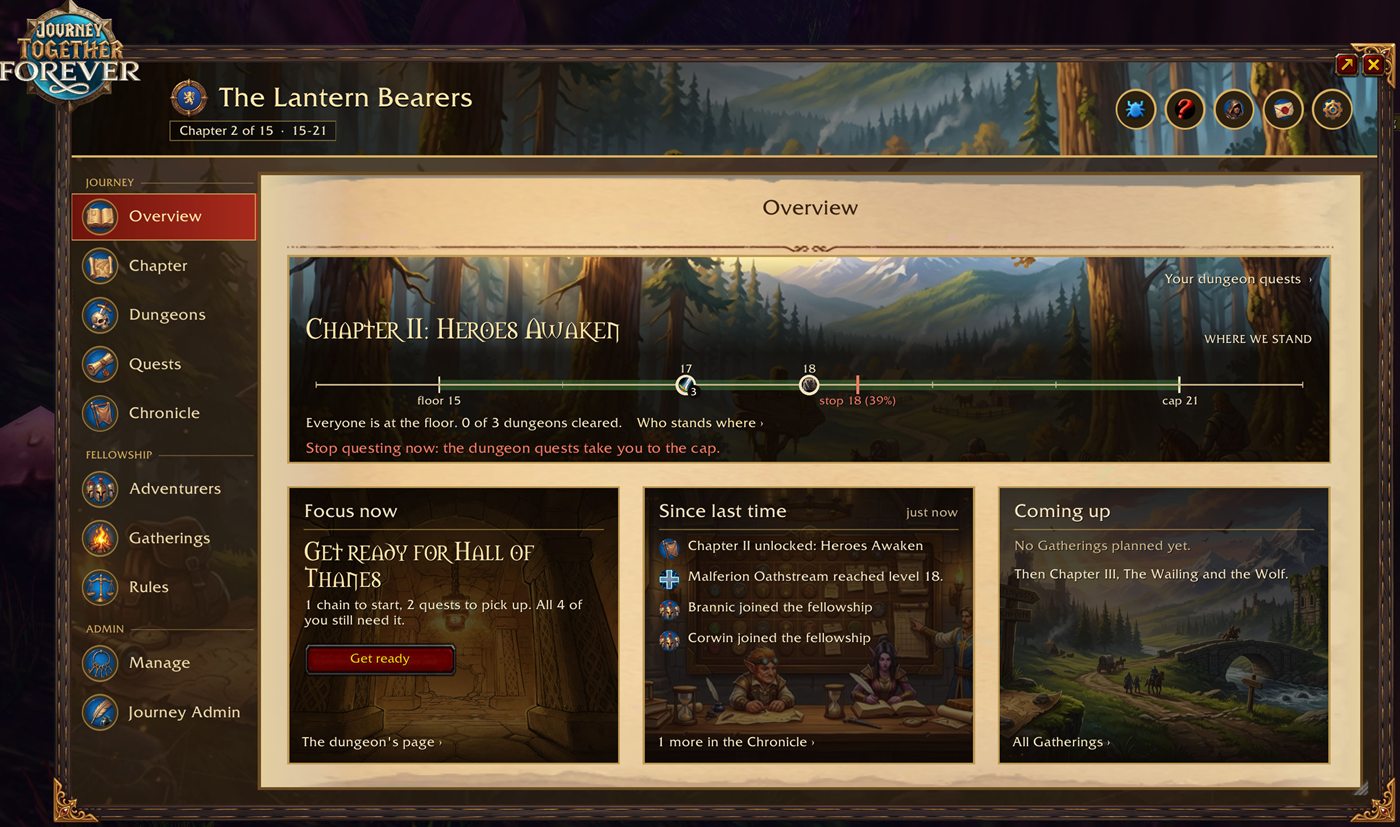 JOURNEY
TOGETHER
FOREVER
The Lantern Bearers
Chapter 2 of 15 · 15-21
JOURNEY
Overview
Chapter
Dungeons
Quests
Chronicle
FELLOWSHIP
Adventurers
Gatherings
Rules
ADMIN
Manage
Journey Admin
Overview
Your dungeon quests ›
Chapter II: Heroes Awaken
WHERE WE STAND
17
18
3
floor 15
stop 18 (39%)
cap 21
Everyone is at the floor. 0 of 3 dungeons cleared. Who stands where ›
Stop questing now: the dungeon quests take you to the cap.
Focus now
Get ready for Hall of
Thanes
1 chain to start, 2 quests to pick up. All 4 of
you still need it.
Get ready
The dungeon's page ›
Since last time
just now
Chapter II unlocked: Heroes Awaken
Malferion Oathstream reached level 18.
Brannic joined the fellowship
Corwin joined the fellowship
1 more in the Chronicle ›
Coming up
No Gatherings planned yet.
Then Chapter III, The Wailing and the Wolf.
All Gatherings ›